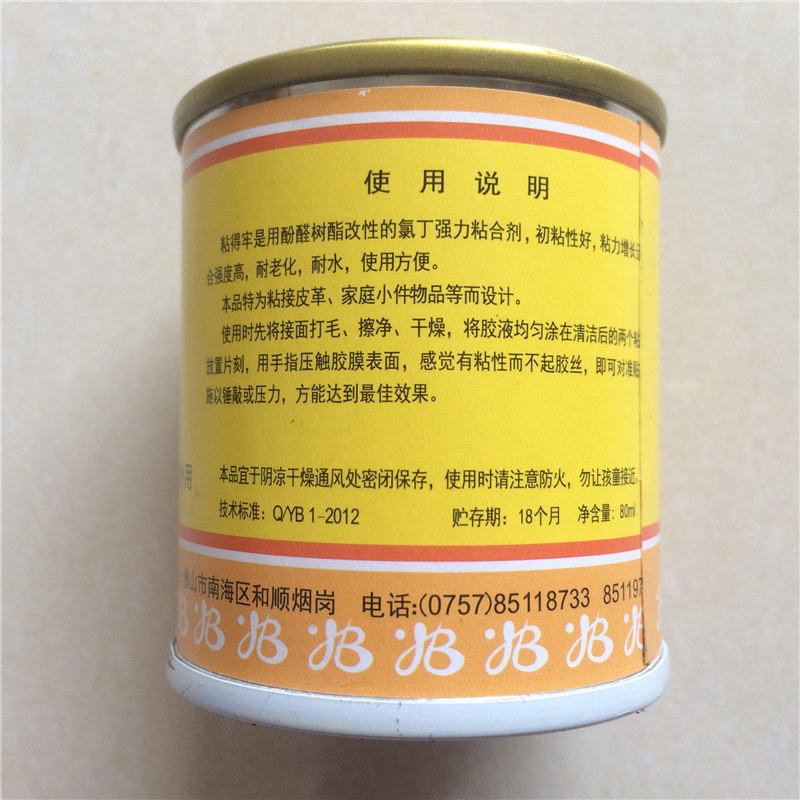 使用说明
粘得牢是用酚醛树酯改性的氯丁强力粘合剂，初粘性好，粘力增长
合强度高，耐老化，耐水，使用方便。
本品特为粘接皮革、家庭小件物品等而设计。
使用时先将接面打毛、擦净、干燥，将胶液均匀涂在清洁后的两个粘
放置片刻，用手指压触胶膜表面，感觉有粘性而不起胶丝，即可对准贴
施以锤敲或压力，方能达到最佳效果。
用
本品宜于阴凉干燥通风处密闭保存，使用时请注意防火，勿让孩童接近。
技术标准：Q/YB 1-2012 贮存期：18个月 净含量：80ml
山市南海区和顺烟岗 电话:(0757)85118733 851197